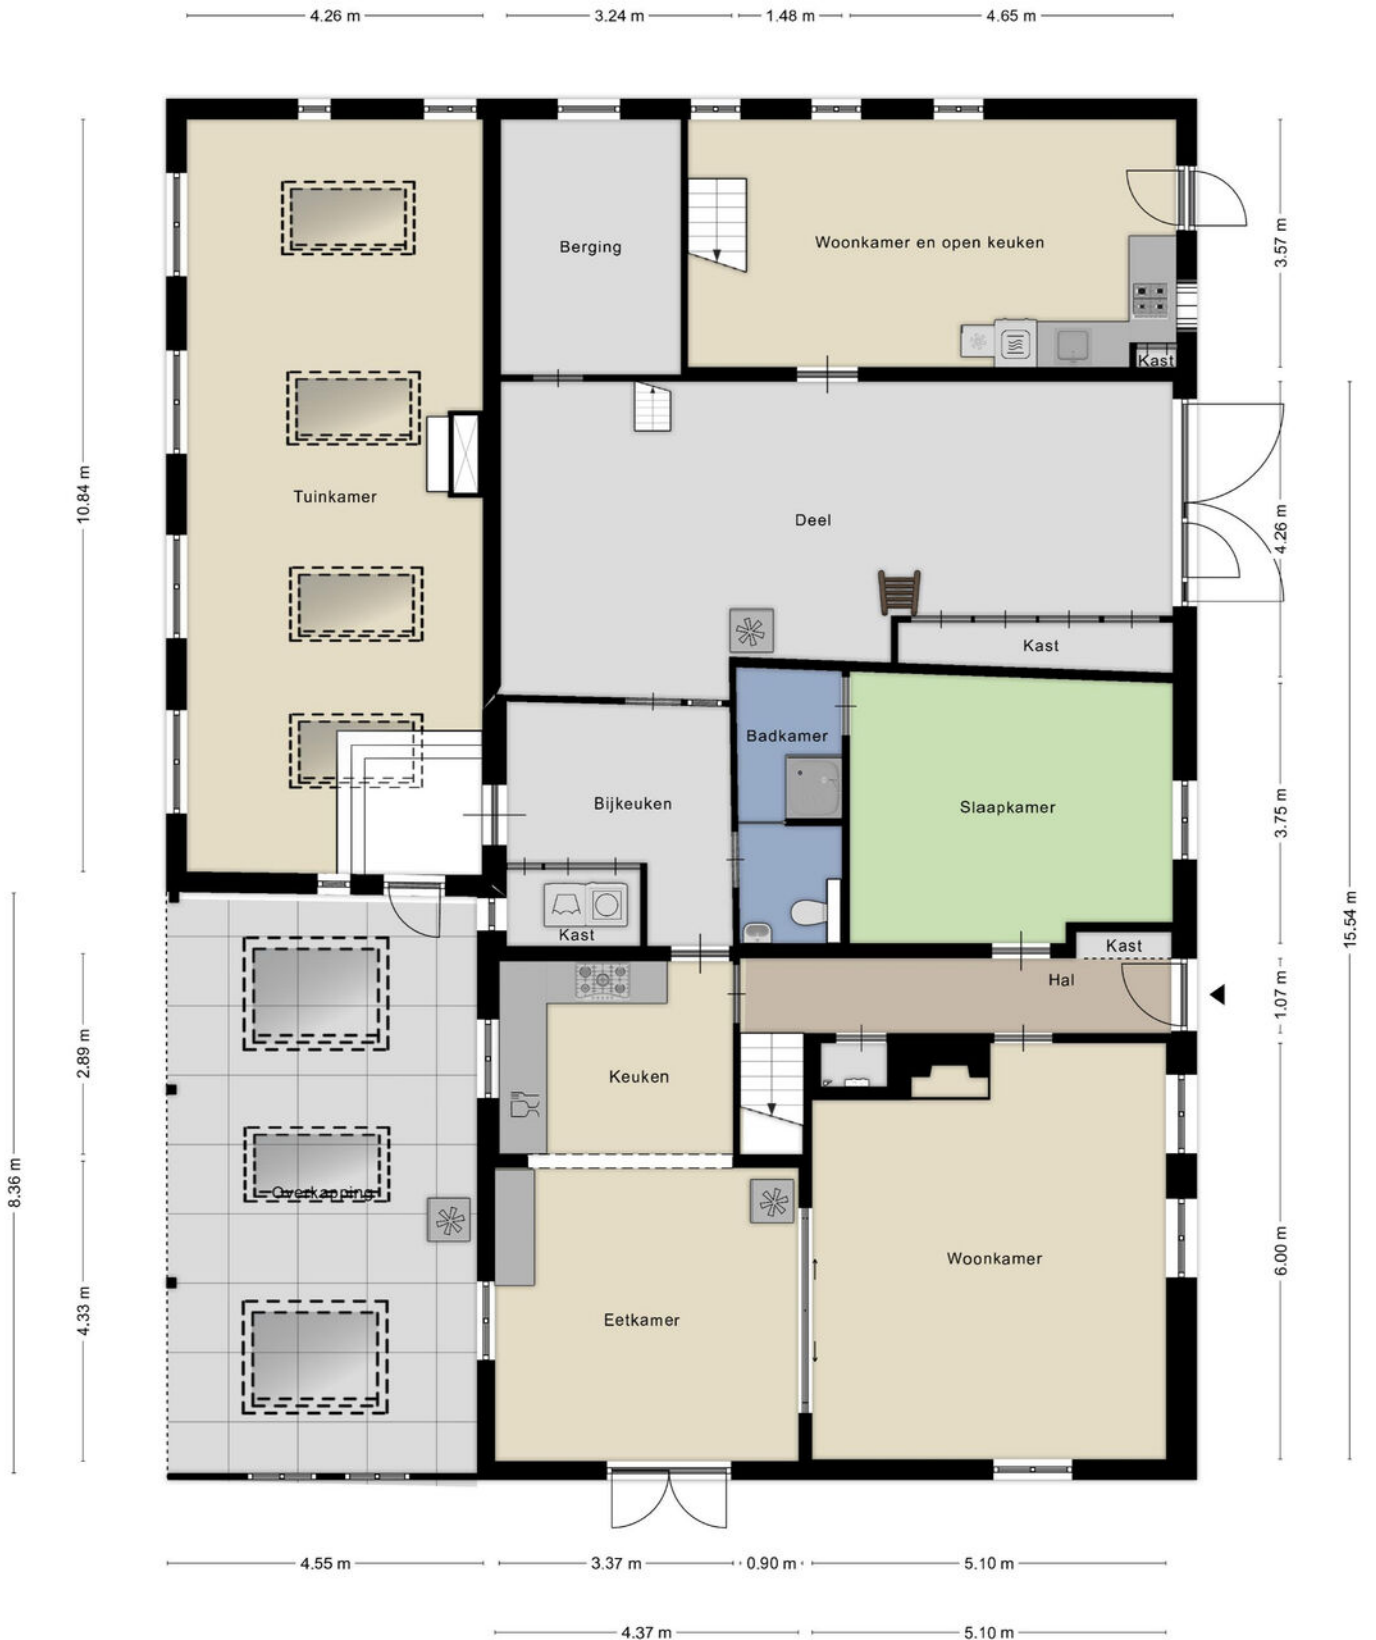 4.26 m
3.24 m
1.48 m
4.65 m
Berging
Woonkamer en open keuken
3.57 m
Kast
10.84 m
Tuinkamer
Deel
4.26 m
Kast
Badkamer
Bijkeuken
Slaapkamer
3.75 m
15.54 m
Kast
Kast
Hal
1.07 m
2.89 m
Keuken
8.36 m
Overkapping
Woonkamer
6.00 m
4.33 m
Eetkamer
4.55 m
3.37 m
0.90 m
5.10 m
4.37 m
5.10 m